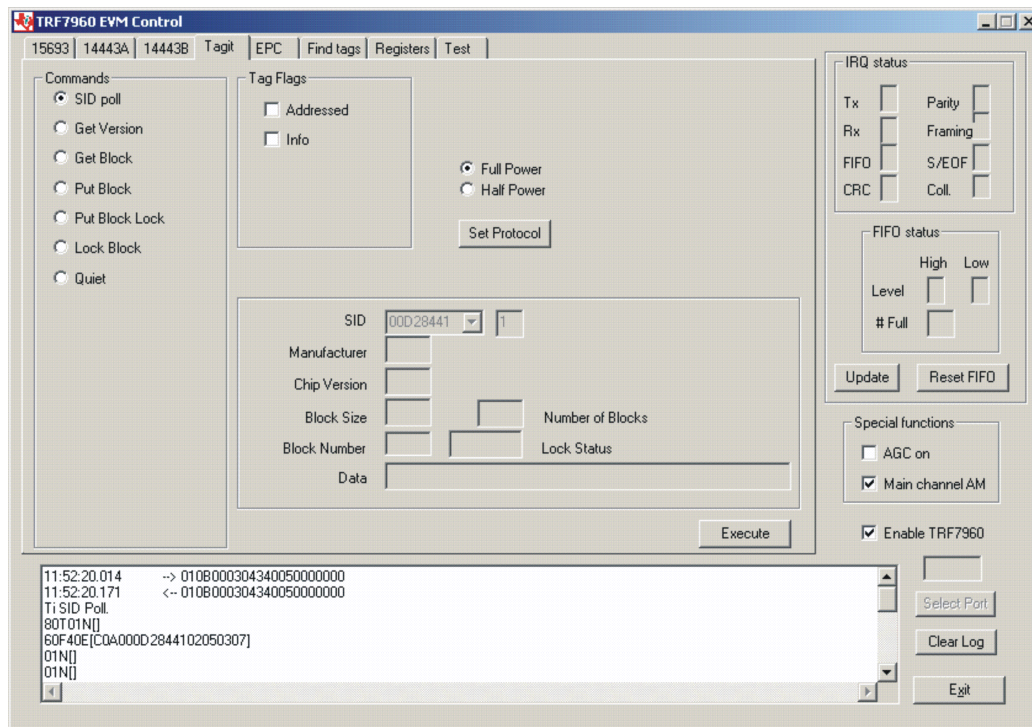 TRF7960 EVM Control
15693 14443A 14443B Tagit EPC Find tags Registers Test
Commands
SID poll
Get Version
Get Block
Put Block
Put Block Lock
Lock Block
Quiet
Tag Flags
Addressed
Info
Full Power
Half Power
Set Protocol
SID 00D28441 1
Manufacturer
Chip Version
Block Size Number of Blocks
Block Number Lock Status
Data
Execute
IRQ status
Tx Parity
Rx Framing
FIFO S/EOF
CRC Coll.
FIFO status
High Low
Level
# Full
Update Reset FIFO
Special functions
AGC on
Main channel AM
Enable TRF7960
Select Port
Clear Log
Exit
11:52:20.014 --> 010B000304340050000000
11:52:20.171 <-- 010B000304340050000000
Ti SID Poll.
80T01N[]
60F40E[C0A000D2844102050307]
01N[]
01N[]